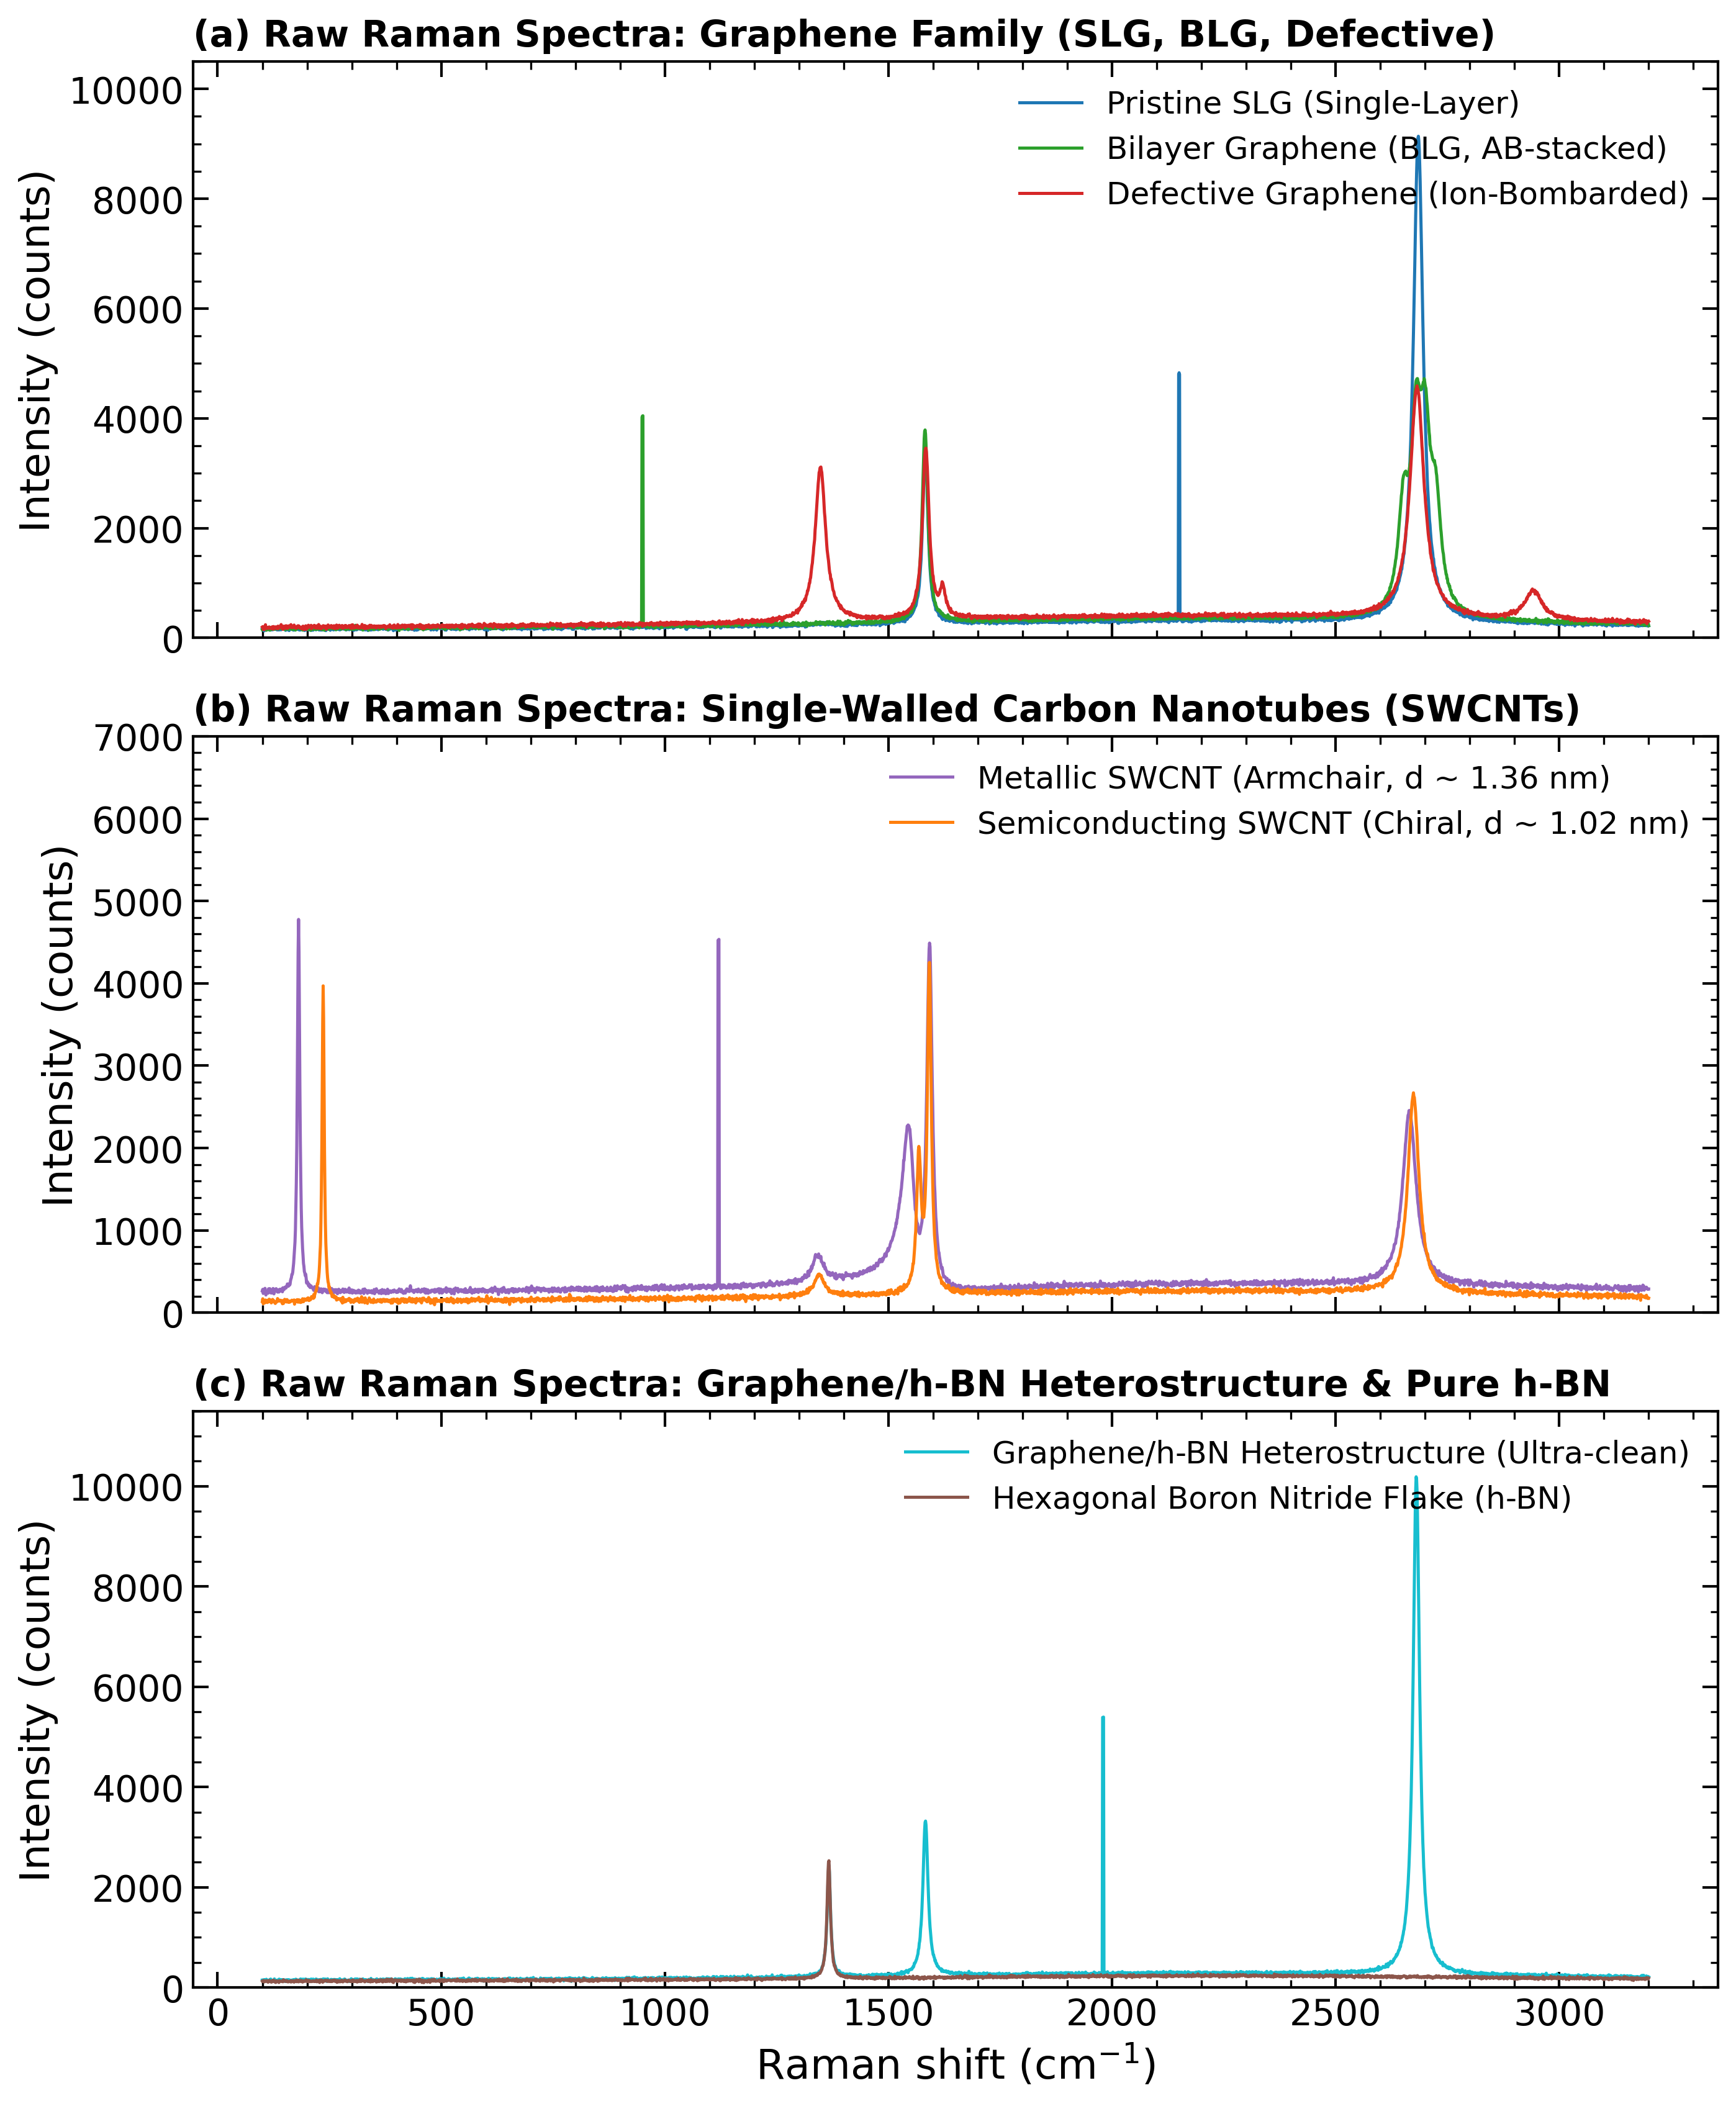 (a) Raw Raman Spectra: Graphene Family (SLG, BLG, Defective)
Intensity (counts)
10000
8000
6000
4000
2000
0
Pristine SLG (Single-Layer)
Bilayer Graphene (BLG, AB-stacked)
Defective Graphene (Ion-Bombarded)
(b) Raw Raman Spectra: Single-Walled Carbon Nanotubes (SWCNTs)
Intensity (counts)
7000
6000
5000
4000
3000
2000
1000
0
Metallic SWCNT (Armchair, d ~ 1.36 nm)
Semiconducting SWCNT (Chiral, d ~ 1.02 nm)
(c) Raw Raman Spectra: Graphene/h-BN Heterostructure & Pure h-BN
Intensity (counts)
10000
8000
6000
4000
2000
0
Graphene/h-BN Heterostructure (Ultra-clean)
Hexagonal Boron Nitride Flake (h-BN)
0 500 1000 1500 2000 2500 3000
Raman shift (cm⁻¹)